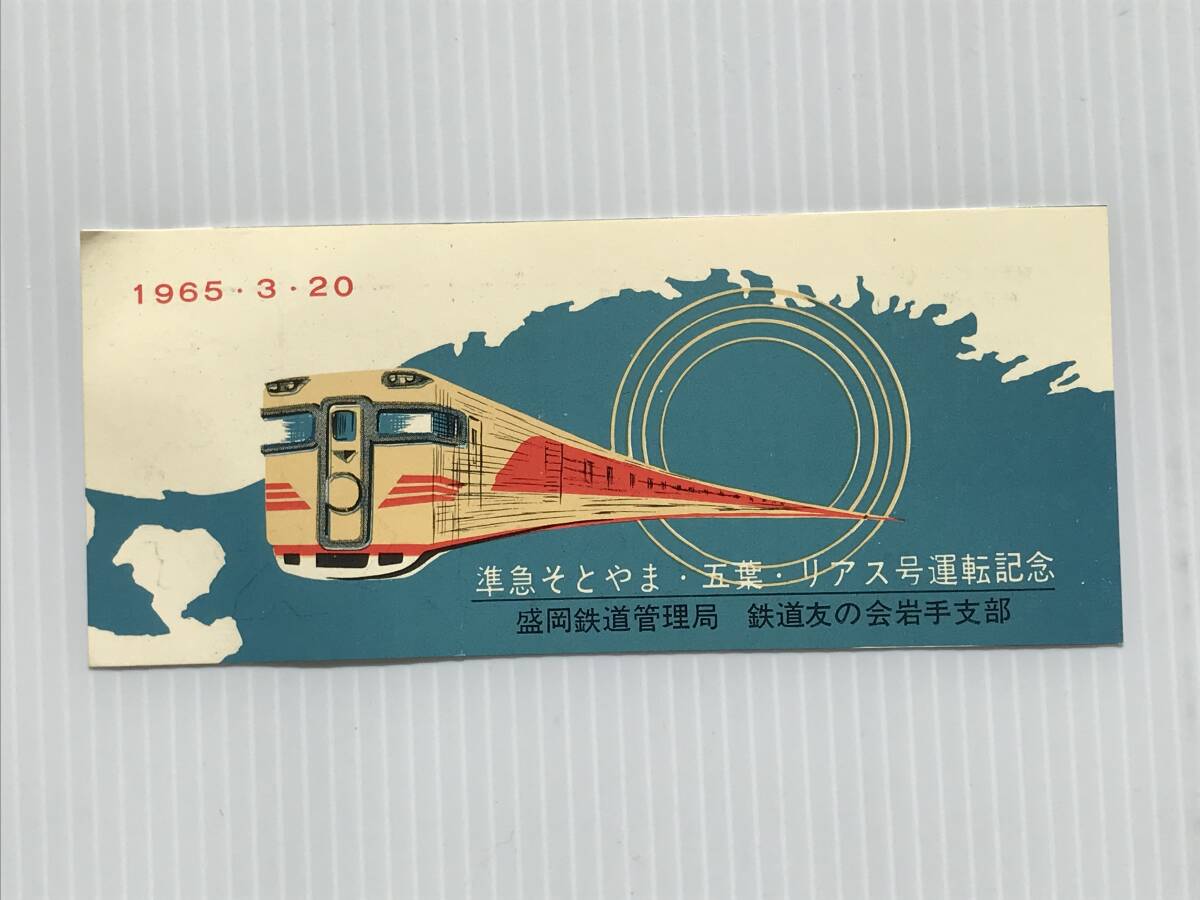 1965・3・20
準急そとやま・五葉・リアス号運転記念
盛岡鉄道管理局 鉄道友の会岩手支部